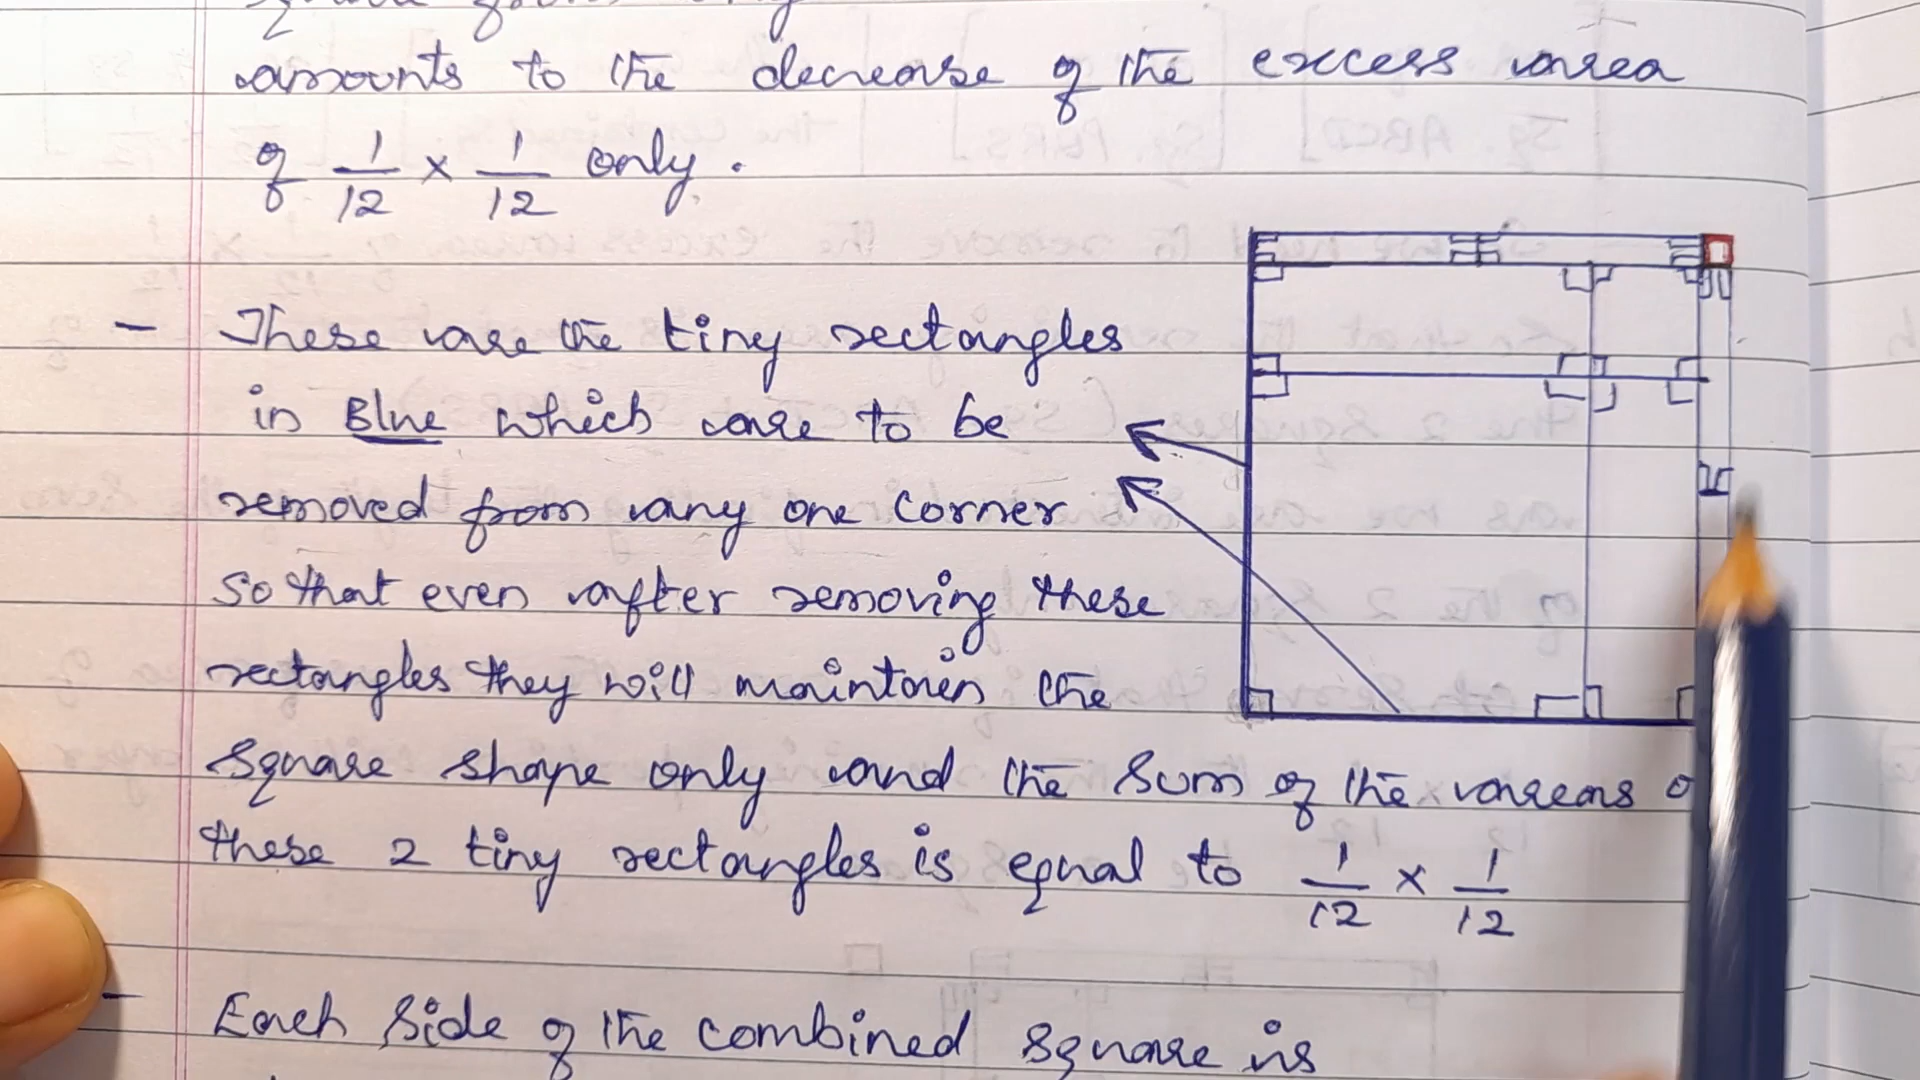 amounts to the decrease of the excess area
of 1/12 × 1/12 only.
- These are the tiny rectangles
in Blue which are to be
removed from any one corner
so that even after removing these
rectangles they will maintain the
square shape only and the sum of the areas o
these 2 tiny rectangles is equal to 1/12 × 1/12
- Each side of the combined square is